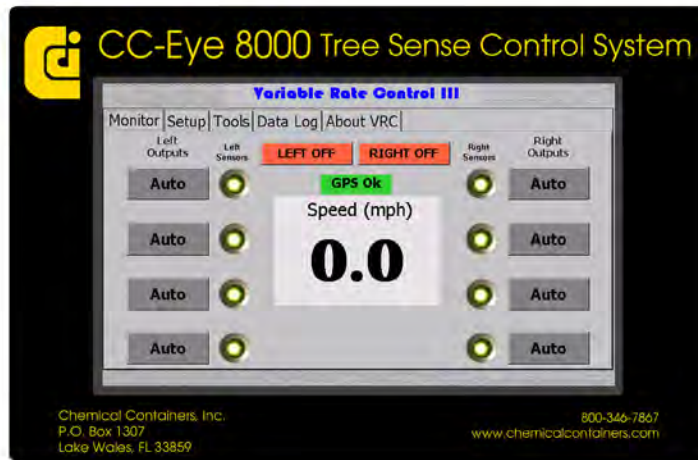 CC-Eye 8000 Tree Sense Control System
Variable Rate Control III
Monitor Setup Tools Data Log About VRC
Left
Outputs
Left
Sensors
LEFT OFF RIGHT OFF
Right
Sensors
Right
Outputs
Auto GPS Ok Auto
Speed (mph)
Auto 0.0 Auto
Auto Auto
Auto Auto
Chemical Containers, Inc.
P.O. Box 1307
Lake Wales, FL 33859
800-346-7867
www.chemicalcontainers.com